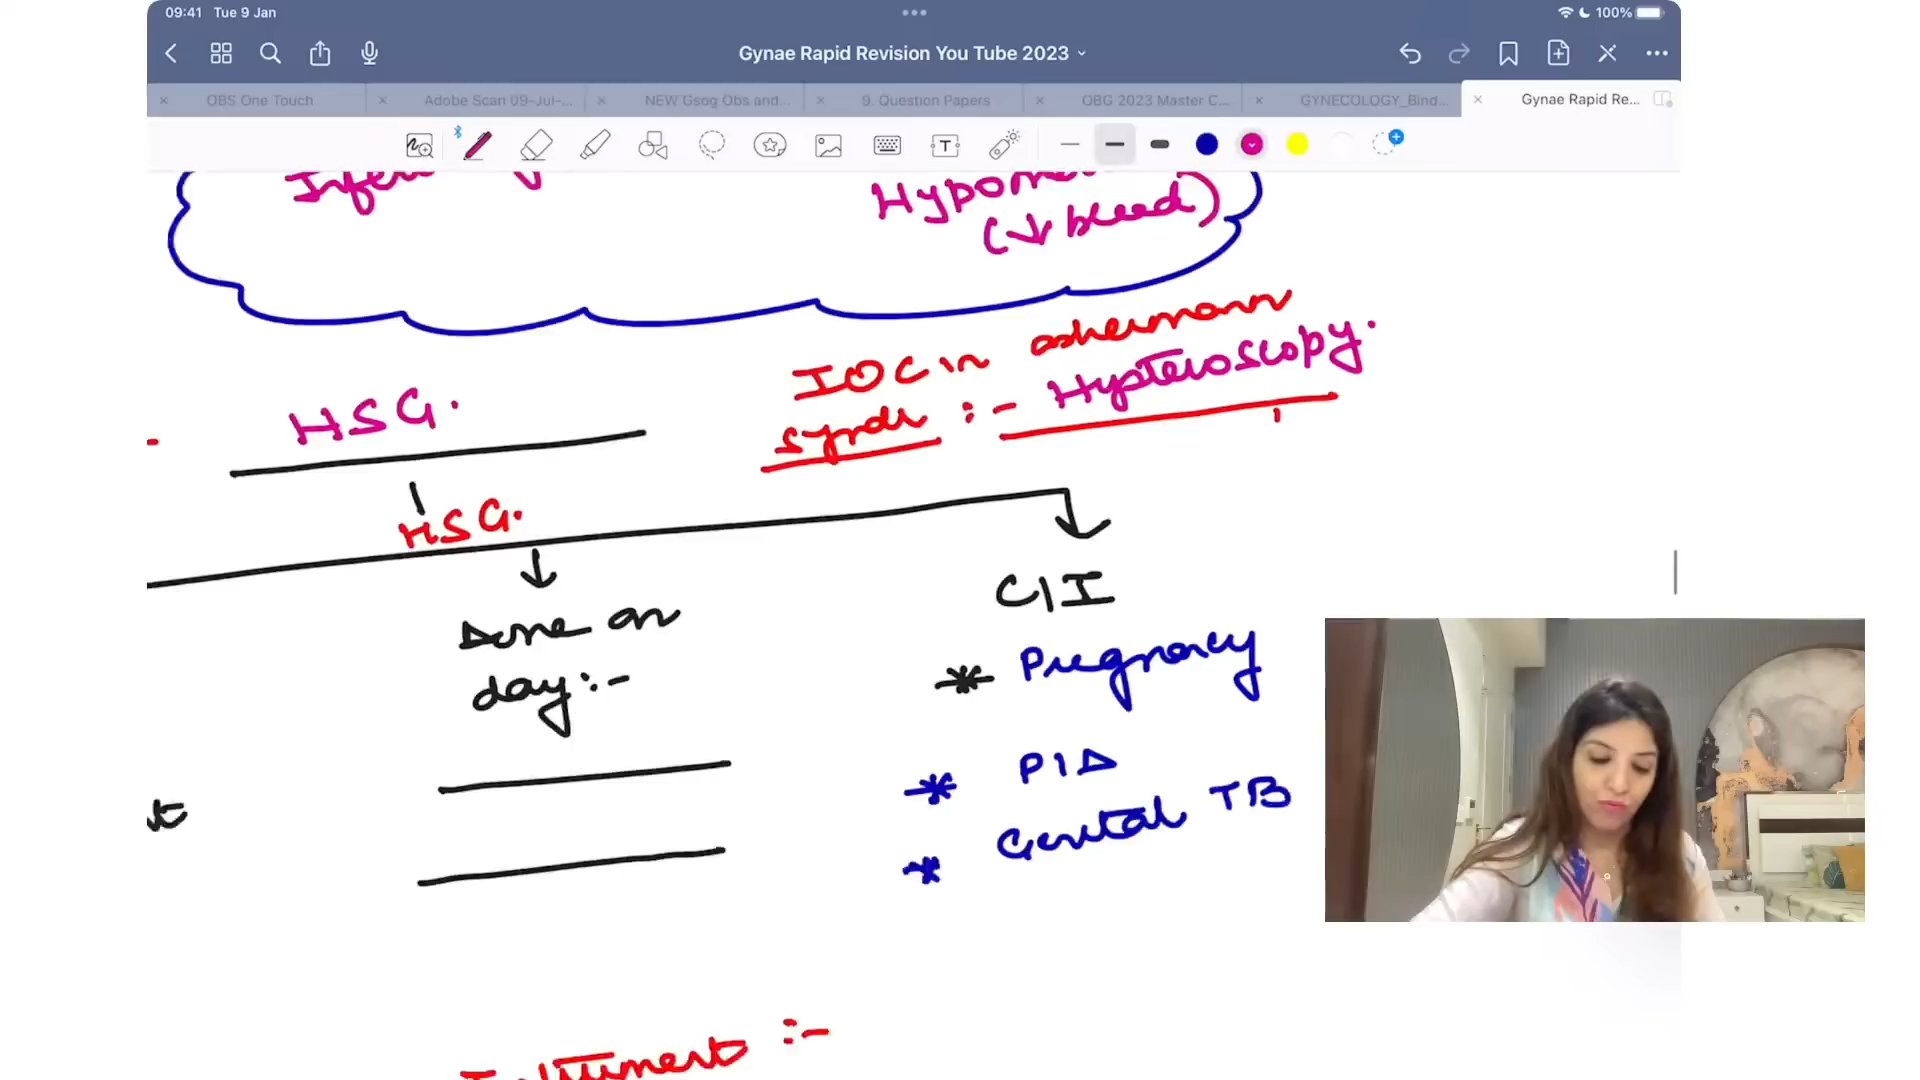 09:41 Tue 9 Jan
100%
Gynae Rapid Revision You Tube 2023
OBS One Touch
Adobe Scan 09-Jul-...
NEW Gsog Obs and...
9. Question Papers
OBG 2023 Master C...
GYNECOLOGY_Bind...
Gynae Rapid Re...
(↓ bleed)
IOC in ashermann
syndr :- Hysteroscopy.
HSG.
HSG.
Done on
day :-
C/I
* Pregnancy
* PID
* Genital TB